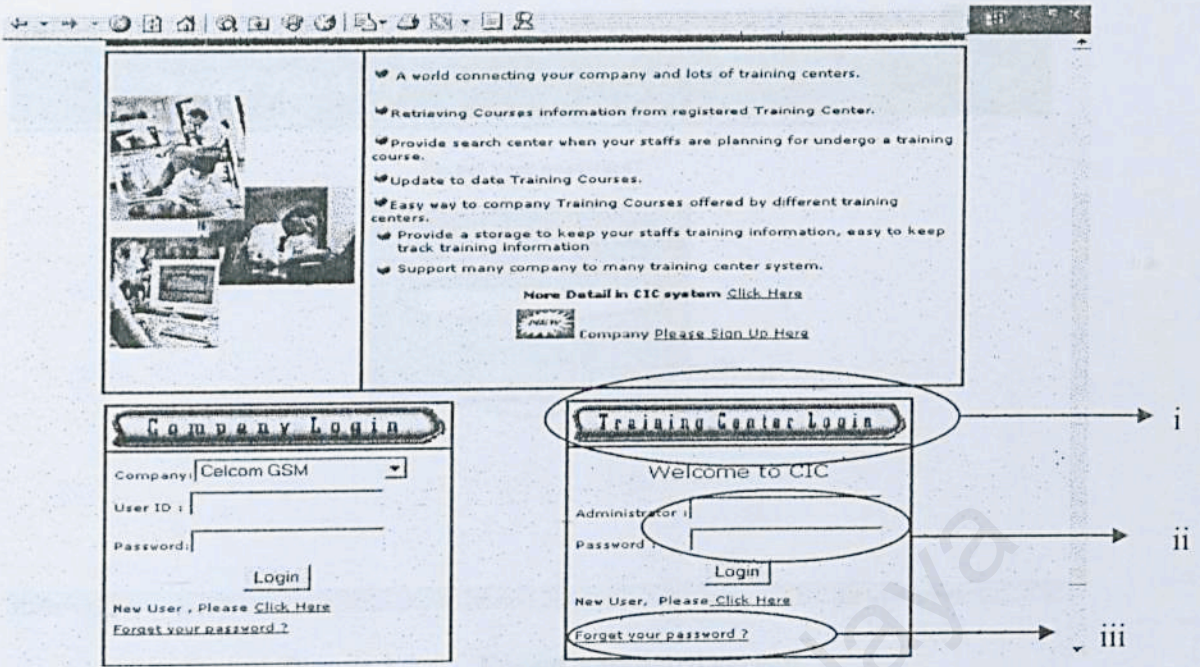 A world connecting your company and lots of training centers.
Retrieving Courses information from registered Training Center.
Provide search center when your staffs are planning for undergo a training
course.
Update to date Training Courses.
Easy way to company Training Courses offered by different training
centers.
Provide a storage to keep your staffs training information, easy to keep
track training information
Support many company to many training center system.
More Detail in CIC system Click Here
NEW Company Please Sign Up Here
Company Login
Company: Celcom GSM
User ID :
Password:
Login
New User , Please Click Here
Forget your password ?
Training Center Login
i
Welcome to CIC
Administrator :
Password
ii
Login
New User, Please Click Here
Forget your password ?
iii